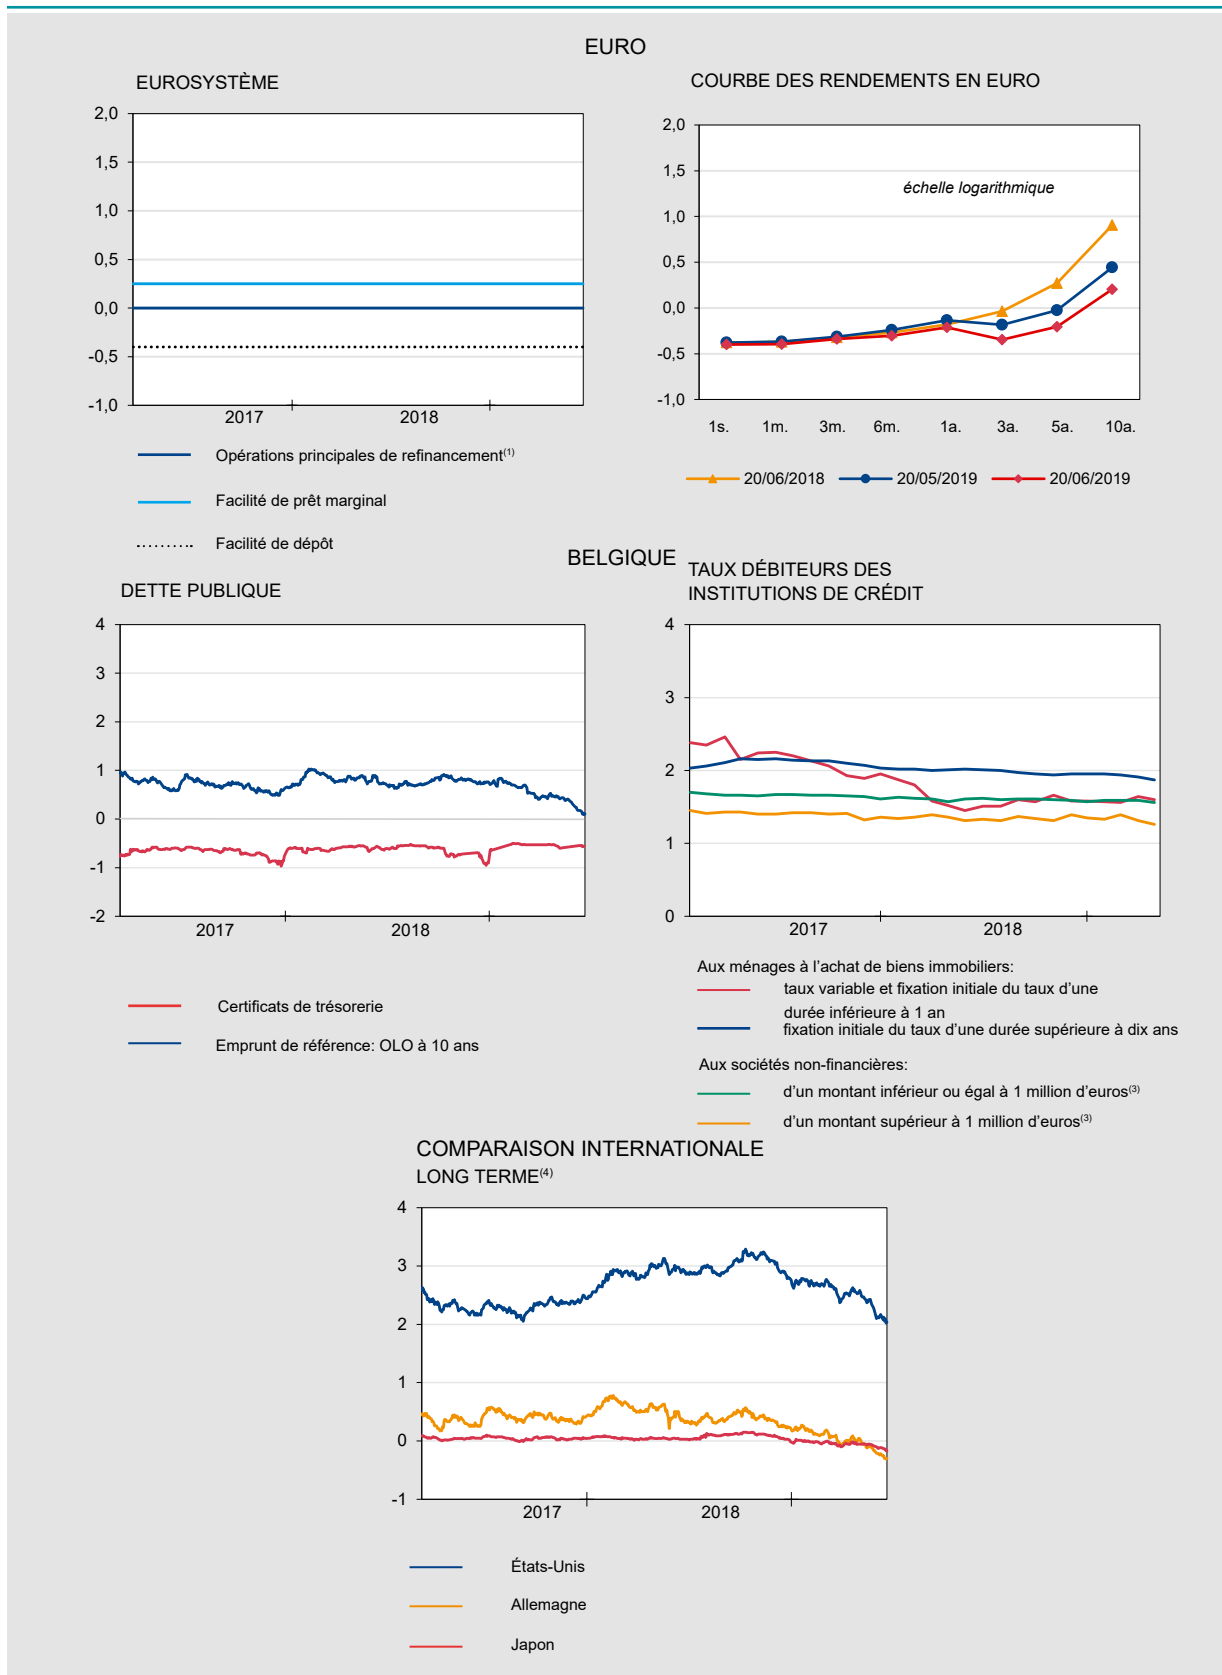 EURO
EUROSYSTÈME
2,0
1,5
1,0
0,5
0,0
-0,5
-1,0
2017
2018
Opérations principales de refinancement(1)
Facilité de prêt marginal
Facilité de dépôt
COURBE DES RENDEMENTS EN EURO
2,0
1,5
1,0
0,5
0,0
-0,5
-1,0
échelle logarithmique
1s.
1m.
3m.
6m.
1a.
3a.
5a.
10a.
20/06/2018
20/05/2019
20/06/2019
BELGIQUE
DETTE PUBLIQUE
4
3
2
1
0
-1
-2
2017
2018
Certificats de trésorerie
Emprunt de référence: OLO à 10 ans
TAUX DÉBITEURS DES
INSTITUTIONS DE CRÉDIT
4
3
2
1
0
2017
2018
Aux ménages à l’achat de biens immobiliers:
taux variable et fixation initiale du taux d’une
durée inférieure à 1 an
fixation initiale du taux d’une durée supérieure à dix ans
Aux sociétés non-financières:
d’un montant inférieur ou égal à 1 million d’euros(3)
d’un montant supérieur à 1 million d’euros(3)
COMPARAISON INTERNATIONALE
LONG TERME(4)
4
3
2
1
0
-1
2017
2018
États-Unis
Allemagne
Japon